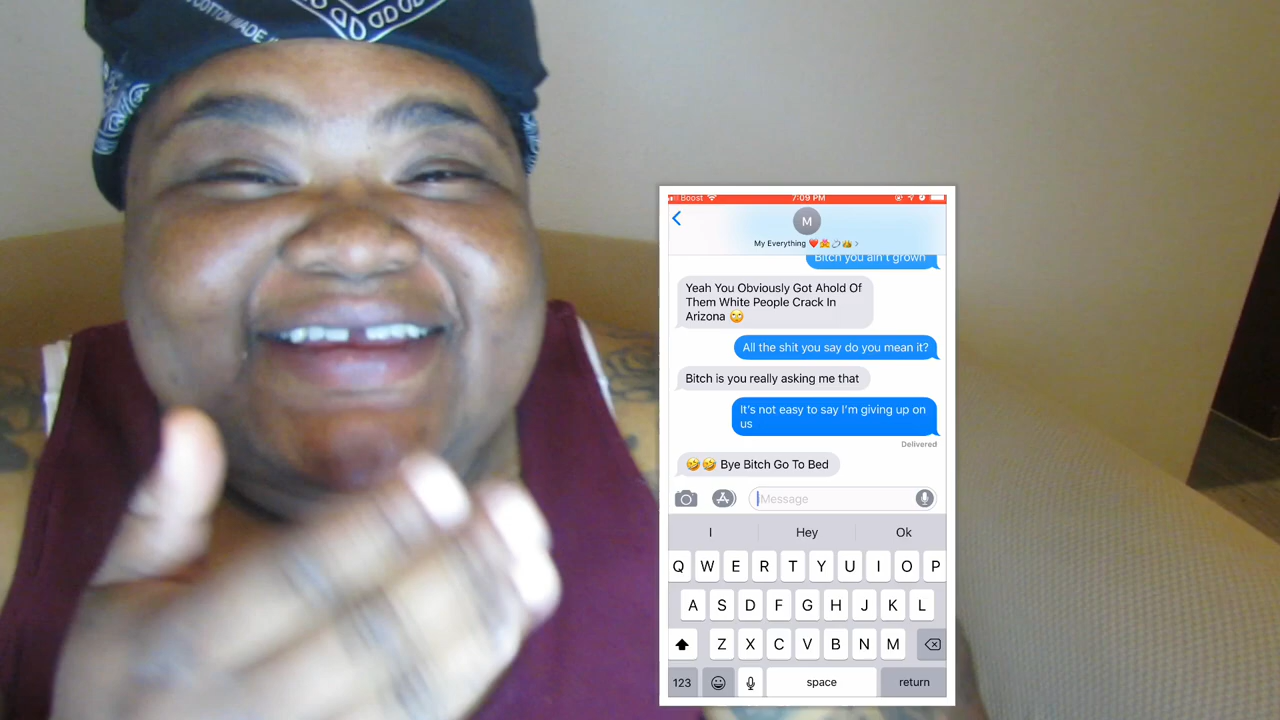 COTTON MADE
Boost 7:09 PM
M
My Everything ❤️🍁💍👑 >
Bitch you ain't grown
Yeah You Obviously Got Ahold Of
Them White People Crack In
Arizona 🙄
All the shit you say do you mean it?
Bitch is you really asking me that
It's not easy to say I'm giving up on
us
Delivered
🤣🤣 Bye Bitch Go To Bed
Message
I Hey Ok
Q W E R T Y U I O P
A S D F G H J K L
Z X C V B N M
123 space return